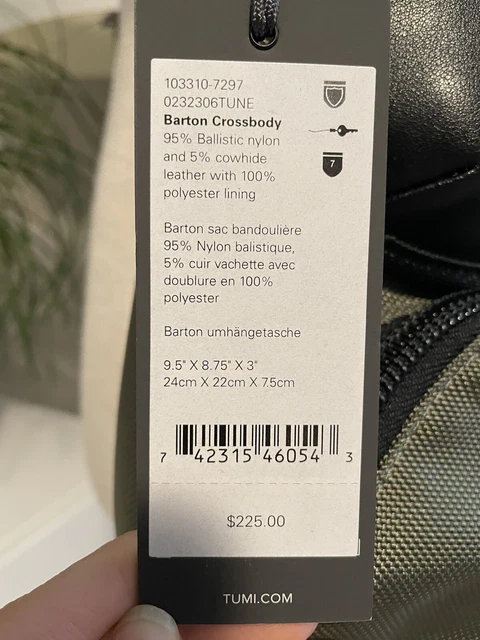 103310-7297
0232306TUNE
Barton Crossbody
95% Ballistic nylon
and 5% cowhide
leather with 100%
polyester lining
7
Barton sac bandoulière
95% Nylon balistique,
5% cuir vachette avec
doublure en 100%
polyester
Barton umhängetasche
9.5" X 8.75" X 3"
24cm X 22cm X 7.5cm
7 42315 46054 3
$225.00
TUMI.COM